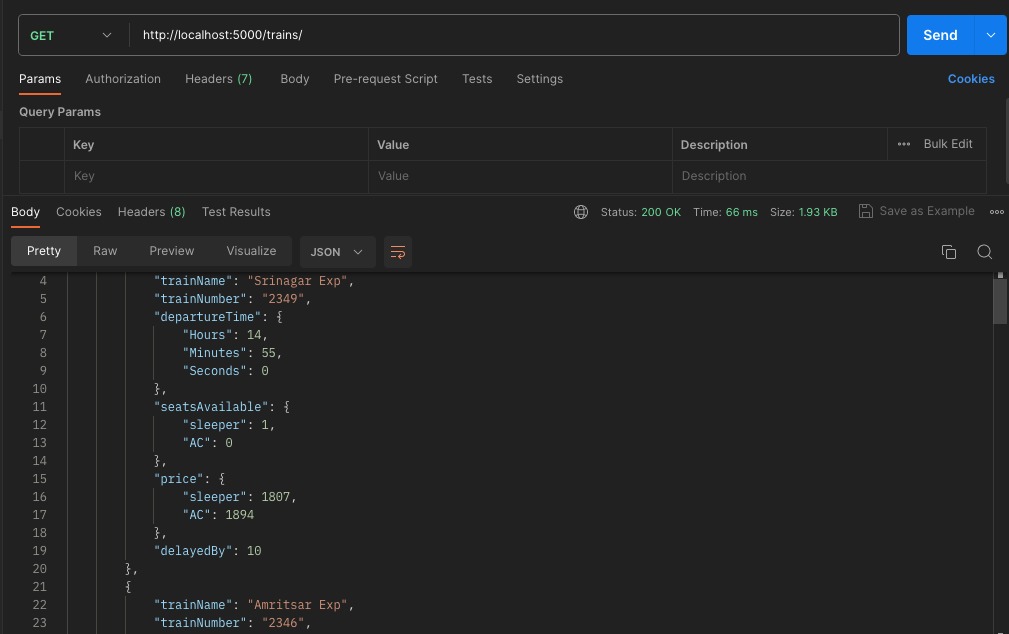 GET http://localhost:5000/trains/ Send
Params Authorization Headers (7) Body Pre-request Script Tests Settings Cookies
Query Params
Key Value Description ••• Bulk Edit
Key Value Description
Body Cookies Headers (8) Test Results Status: 200 OK Time: 66 ms Size: 1.93 KB Save as Example •••
Pretty Raw Preview Visualize JSON
4 "trainName": "Srinagar Exp",
5 "trainNumber": "2349",
6 "departureTime": {
7 "Hours": 14,
8 "Minutes": 55,
9 "Seconds": 0
10 },
11 "seatsAvailable": {
12 "sleeper": 1,
13 "AC": 0
14 },
15 "price": {
16 "sleeper": 1807,
17 "AC": 1894
18 },
19 "delayedBy": 10
20 },
21 {
22 "trainName": "Amritsar Exp",
23 "trainNumber": "2346",